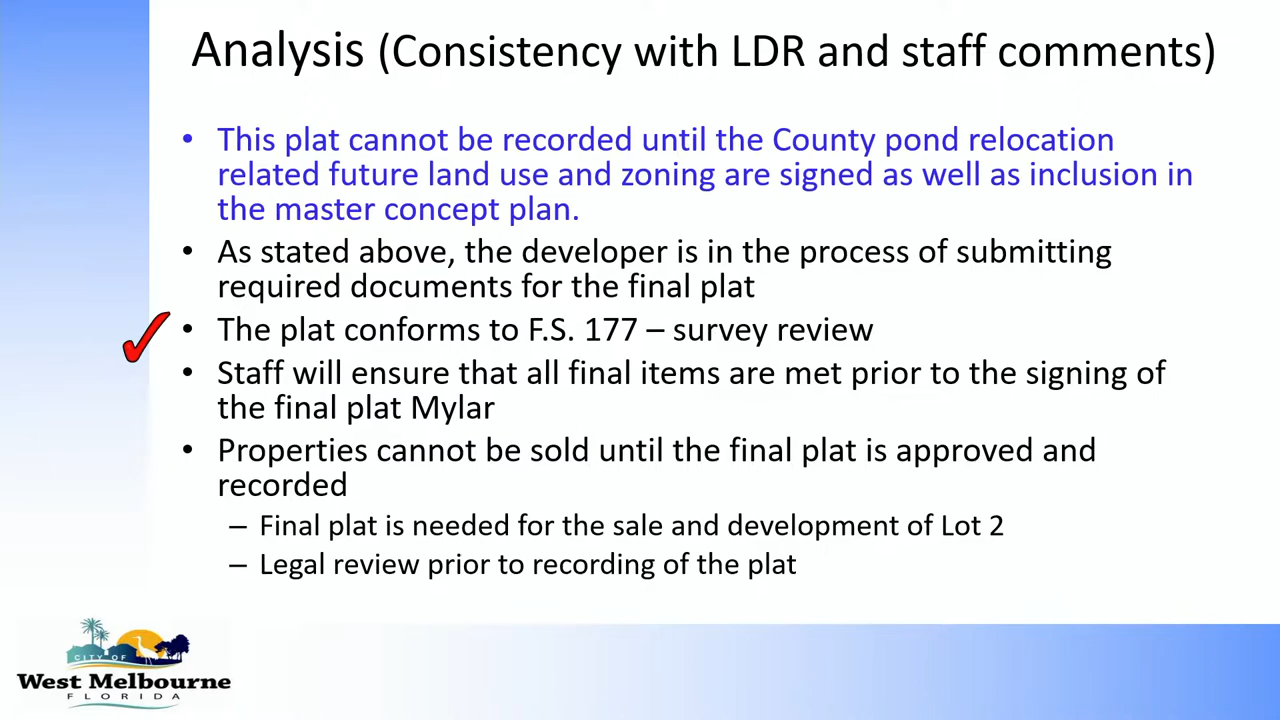 Analysis (Consistency with LDR and staff comments)
• This plat cannot be recorded until the County pond relocation
related future land use and zoning are signed as well as inclusion in
the master concept plan.
• As stated above, the developer is in the process of submitting
required documents for the final plat
• The plat conforms to F.S. 177 – survey review
• Staff will ensure that all final items are met prior to the signing of
the final plat Mylar
• Properties cannot be sold until the final plat is approved and
recorded
– Final plat is needed for the sale and development of Lot 2
– Legal review prior to recording of the plat
CITY OF
West Melbourne
FLORIDA